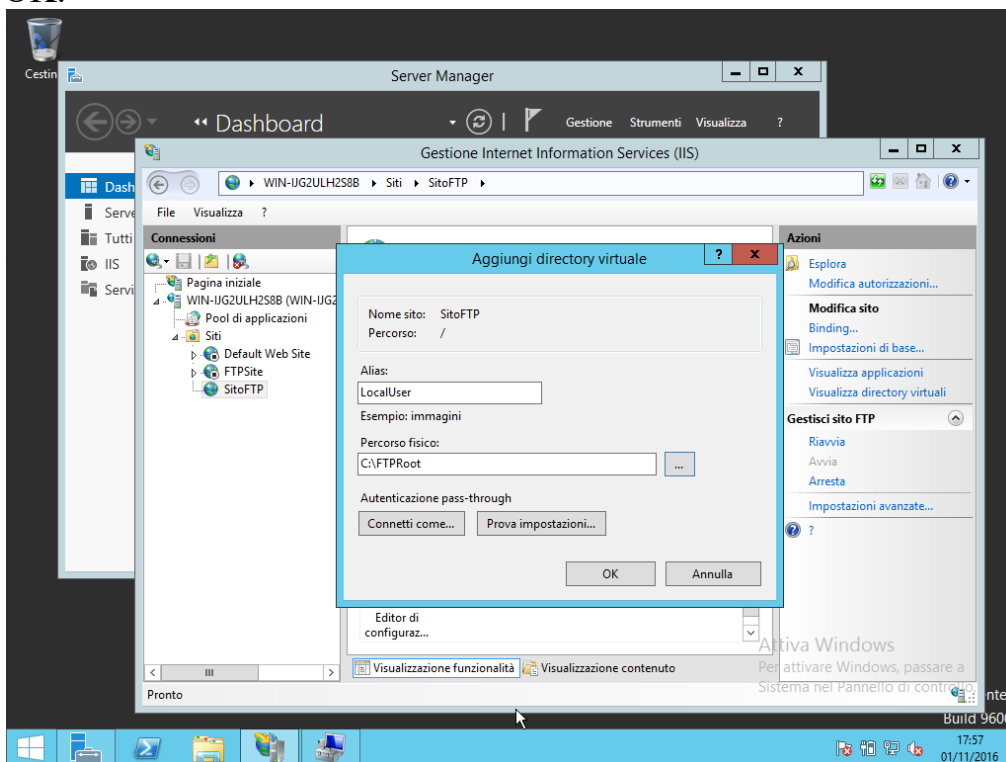 OK.
Cestin
Server Manager
Dashboard
Gestione Strumenti Visualizza ?
Gestione Internet Information Services (IIS)
WIN-IJG2ULH2S8B Siti SitoFTP
Dash
Serve
Tutti
IIS
Servi
File Visualizza ?
Connessioni
Pagina iniziale
WIN-IJG2ULH2S8B (WIN-IJG2
Pool di applicazioni
Siti
Default Web Site
FTPSite
SitoFTP
Aggiungi directory virtuale
? x
Nome sito: SitoFTP
Percorso: /
Alias:
LocalUser
Esempio: immagini
Percorso fisico:
C:\FTPRoot
...
Autenticazione pass-through
Connetti come... Prova impostazioni...
OK Annulla
Editor di
configuraz...
Visualizzazione funzionalità Visualizzazione contenuto
Azioni
Esplora
Modifica autorizzazioni...
Modifica sito
Binding...
Impostazioni di base...
Visualizza applicazioni
Visualizza directory virtuali
Gestisci sito FTP
Riavvia
Avvia
Arresta
Impostazioni avanzate...
?
Pronto
Attiva Windows
Per attivare Windows, passare a
Sistema nel Pannello di controllo.
Build 960
17:57
01/11/2016